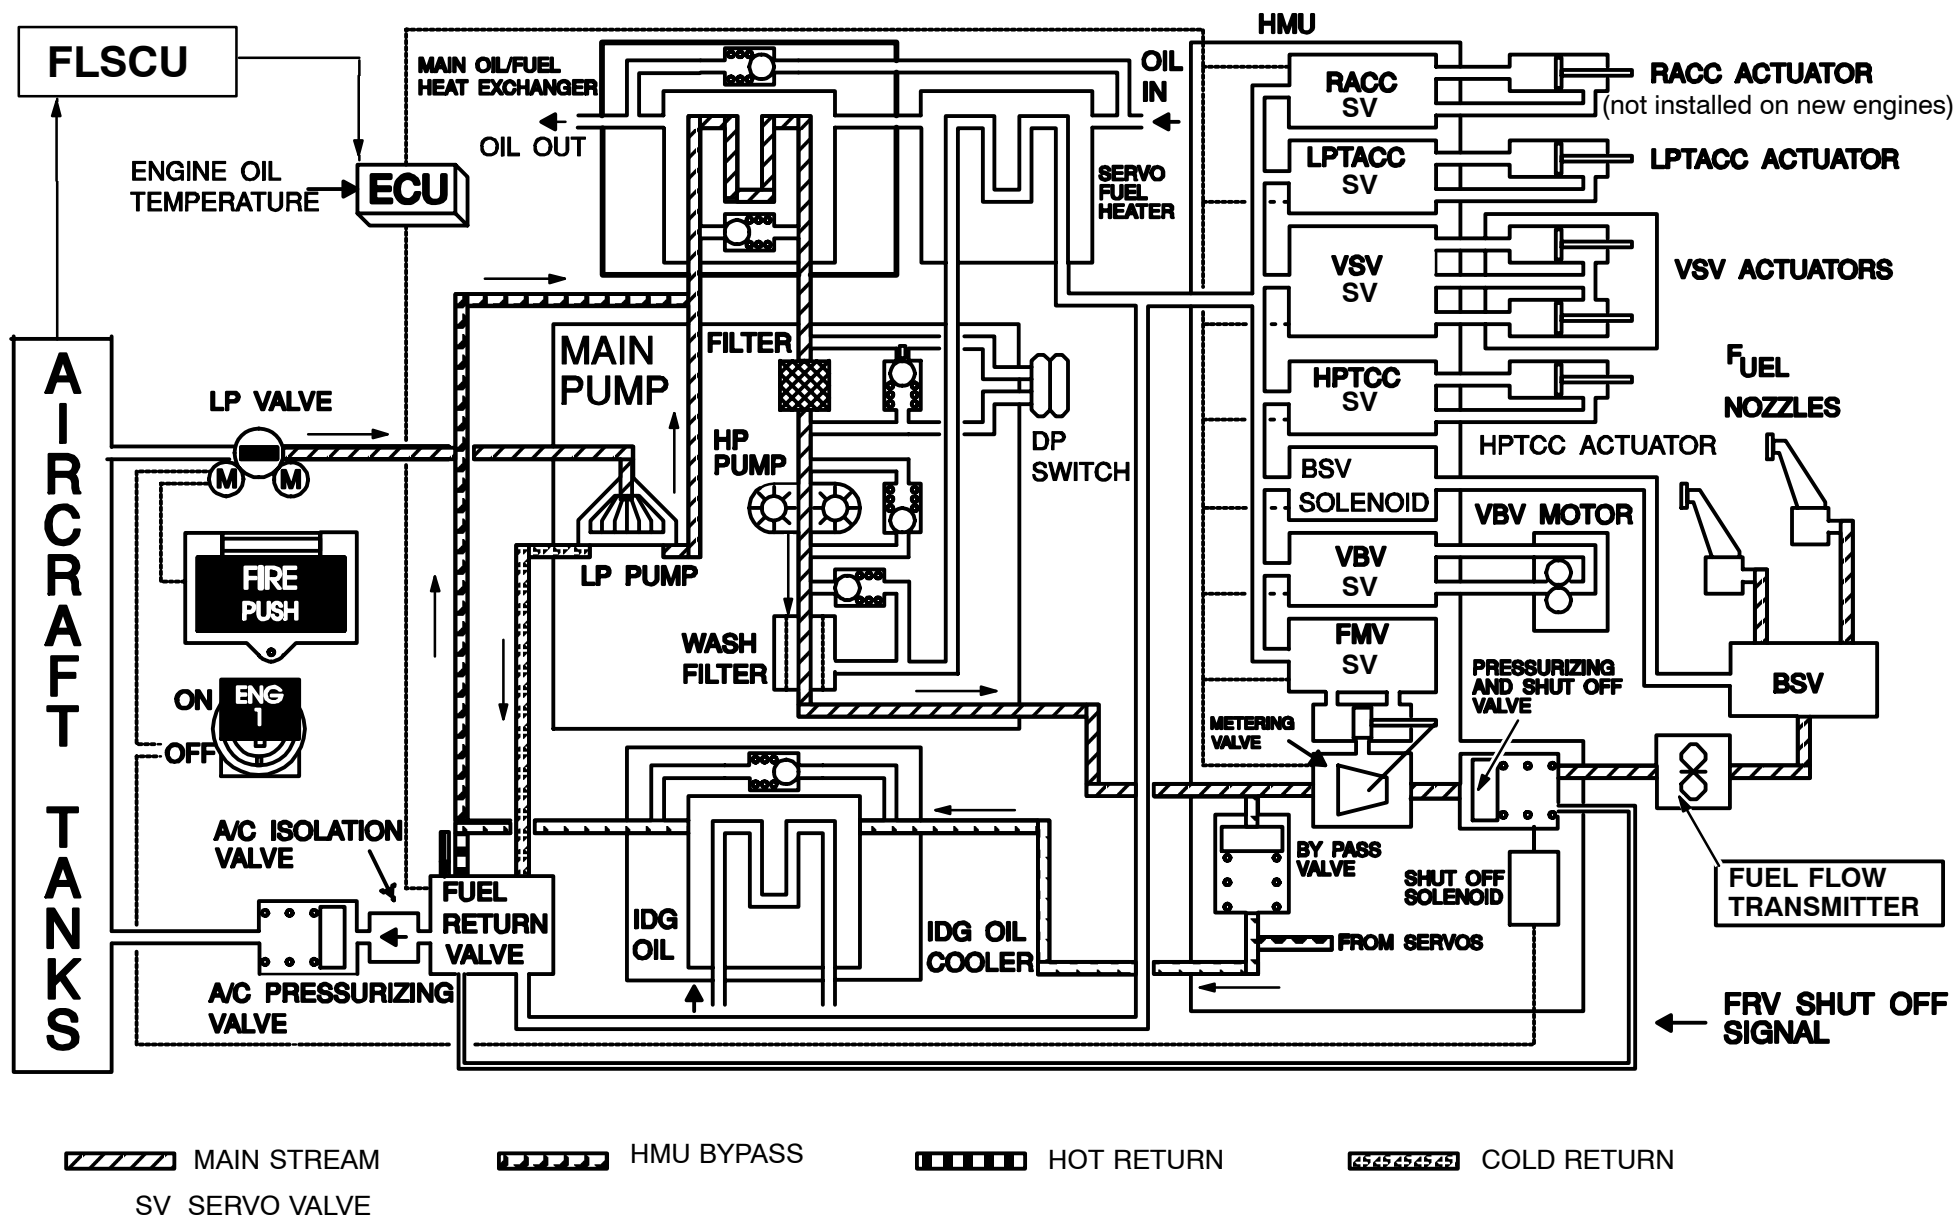 HMU
FLSCU
MAIN OIL/FUEL
HEAT EXCHANGER
OIL
IN
RACC
SV
RACC ACTUATOR
(not installed on new engines)
OIL OUT
ENGINE OIL
TEMPERATURE
ECU
SERVO
FUEL
HEATER
LPTACC
SV
LPTACC ACTUATOR
VSV
SV
VSV ACTUATORS
MAIN
PUMP
FILTER
HPTCC
SV
FUEL
NOZZLES
LP VALVE
HP
PUMP
DP
SWITCH
HPTCC ACTUATOR
BSV
SOLENOID
M
M
VBV MOTOR
FIRE
PUSH
LP PUMP
VBV
SV
AIRCRAFT TANKS
WASH
FILTER
FMV
SV
PRESSURIZING
AND SHUT OFF
VALVE
BSV
ON
ENG
1
OFF
METERING
VALVE
A/C ISOLATION
VALVE
BY PASS
VALVE
SHUT OFF
SOLENOID
FUEL FLOW
TRANSMITTER
FUEL
RETURN
VALVE
IDG
OIL
IDG OIL
COOLER
FROM SERVOS
A/C PRESSURIZING
VALVE
FRV SHUT OFF
SIGNAL
MAIN STREAM
HMU BYPASS
HOT RETURN
COLD RETURN
SV SERVO VALVE